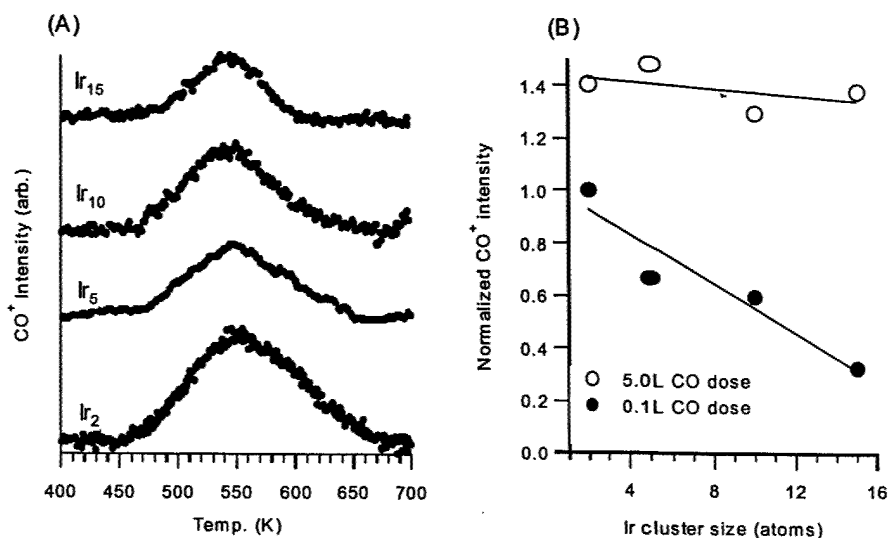 (A)
Ir15
Ir10
Ir5
Ir2
CO+ Intensity (arb.)
400 450 500 550 600 650 700
Temp. (K)
(B)
1.4
1.2
1.0
0.8
0.6
0.4
0.2
0.0
Normalized CO+ intensity
5.0L CO dose
0.1L CO dose
4 8 12 16
Ir cluster size (atoms)